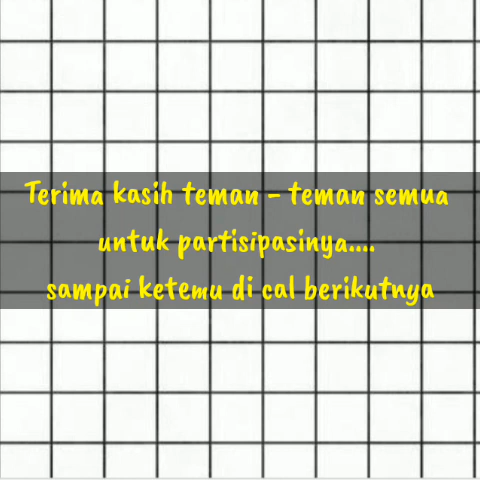 Terima kasih teman - teman semua
untuk partisipasinya....
sampai ketemu di cal berikutnya